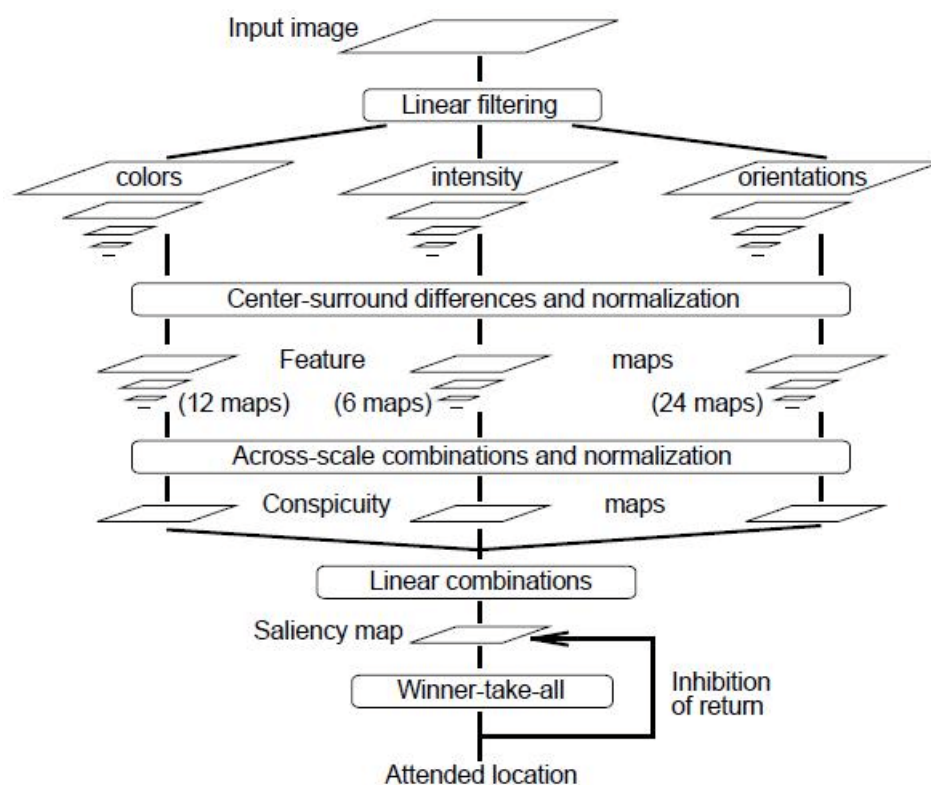 Input image
Linear filtering
colors intensity orientations
Center-surround differences and normalization
Feature maps
(12 maps) (6 maps) (24 maps)
Across-scale combinations and normalization
Conspicuity maps
Linear combinations
Saliency map
Winner-take-all
Inhibition
of return
Attended location